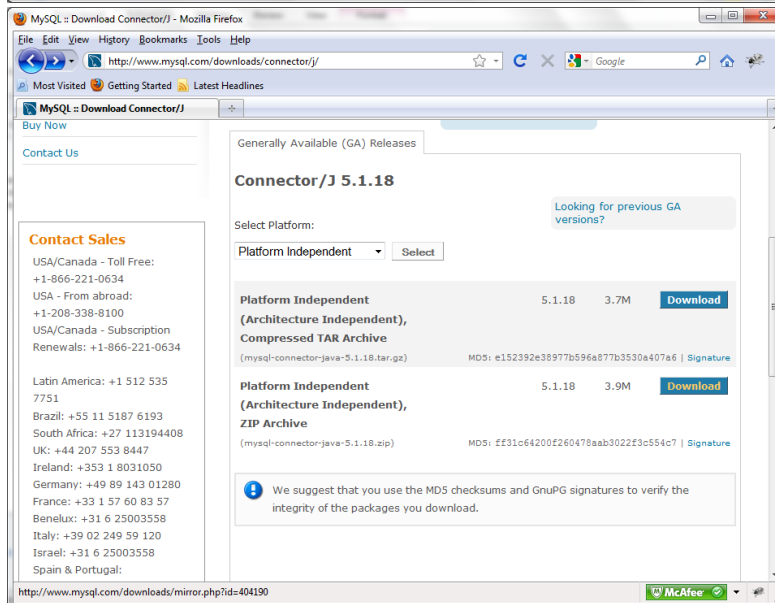 MySQL :: Download Connector/J - Mozilla Firefox
File Edit View History Bookmarks Tools Help
http://www.mysql.com/downloads/connector/j/
Google
Most Visited Getting Started Latest Headlines
MySQL :: Download Connector/J
Buy Now
Contact Us
Contact Sales
USA/Canada - Toll Free:
+1-866-221-0634
USA - From abroad:
+1-208-338-8100
USA/Canada - Subscription
Renewals: +1-866-221-0634
Latin America: +1 512 535
7751
Brazil: +55 11 5187 6193
South Africa: +27 113194408
UK: +44 207 553 8447
Ireland: +353 1 8031050
Germany: +49 89 143 01280
France: +33 1 57 60 83 57
Benelux: +31 6 25003558
Italy: +39 02 249 59 120
Israel: +31 6 25003558
Spain & Portugal:
Generally Available (GA) Releases
Connector/J 5.1.18
Looking for previous GA
versions?
Select Platform:
Platform Independent Select
Platform Independent 5.1.18 3.7M Download
(Architecture Independent),
Compressed TAR Archive
(mysql-connector-java-5.1.18.tar.gz) MD5: e152392e38977b596a877b3530a407a6 | Signature
Platform Independent 5.1.18 3.9M Download
(Architecture Independent),
ZIP Archive
(mysql-connector-java-5.1.18.zip) MD5: ff31c64200f260478aab3022f3c554c7 | Signature
We suggest that you use the MD5 checksums and GnuPG signatures to verify the
integrity of the packages you download.
http://www.mysql.com/downloads/mirror.php?id=404190
McAfee